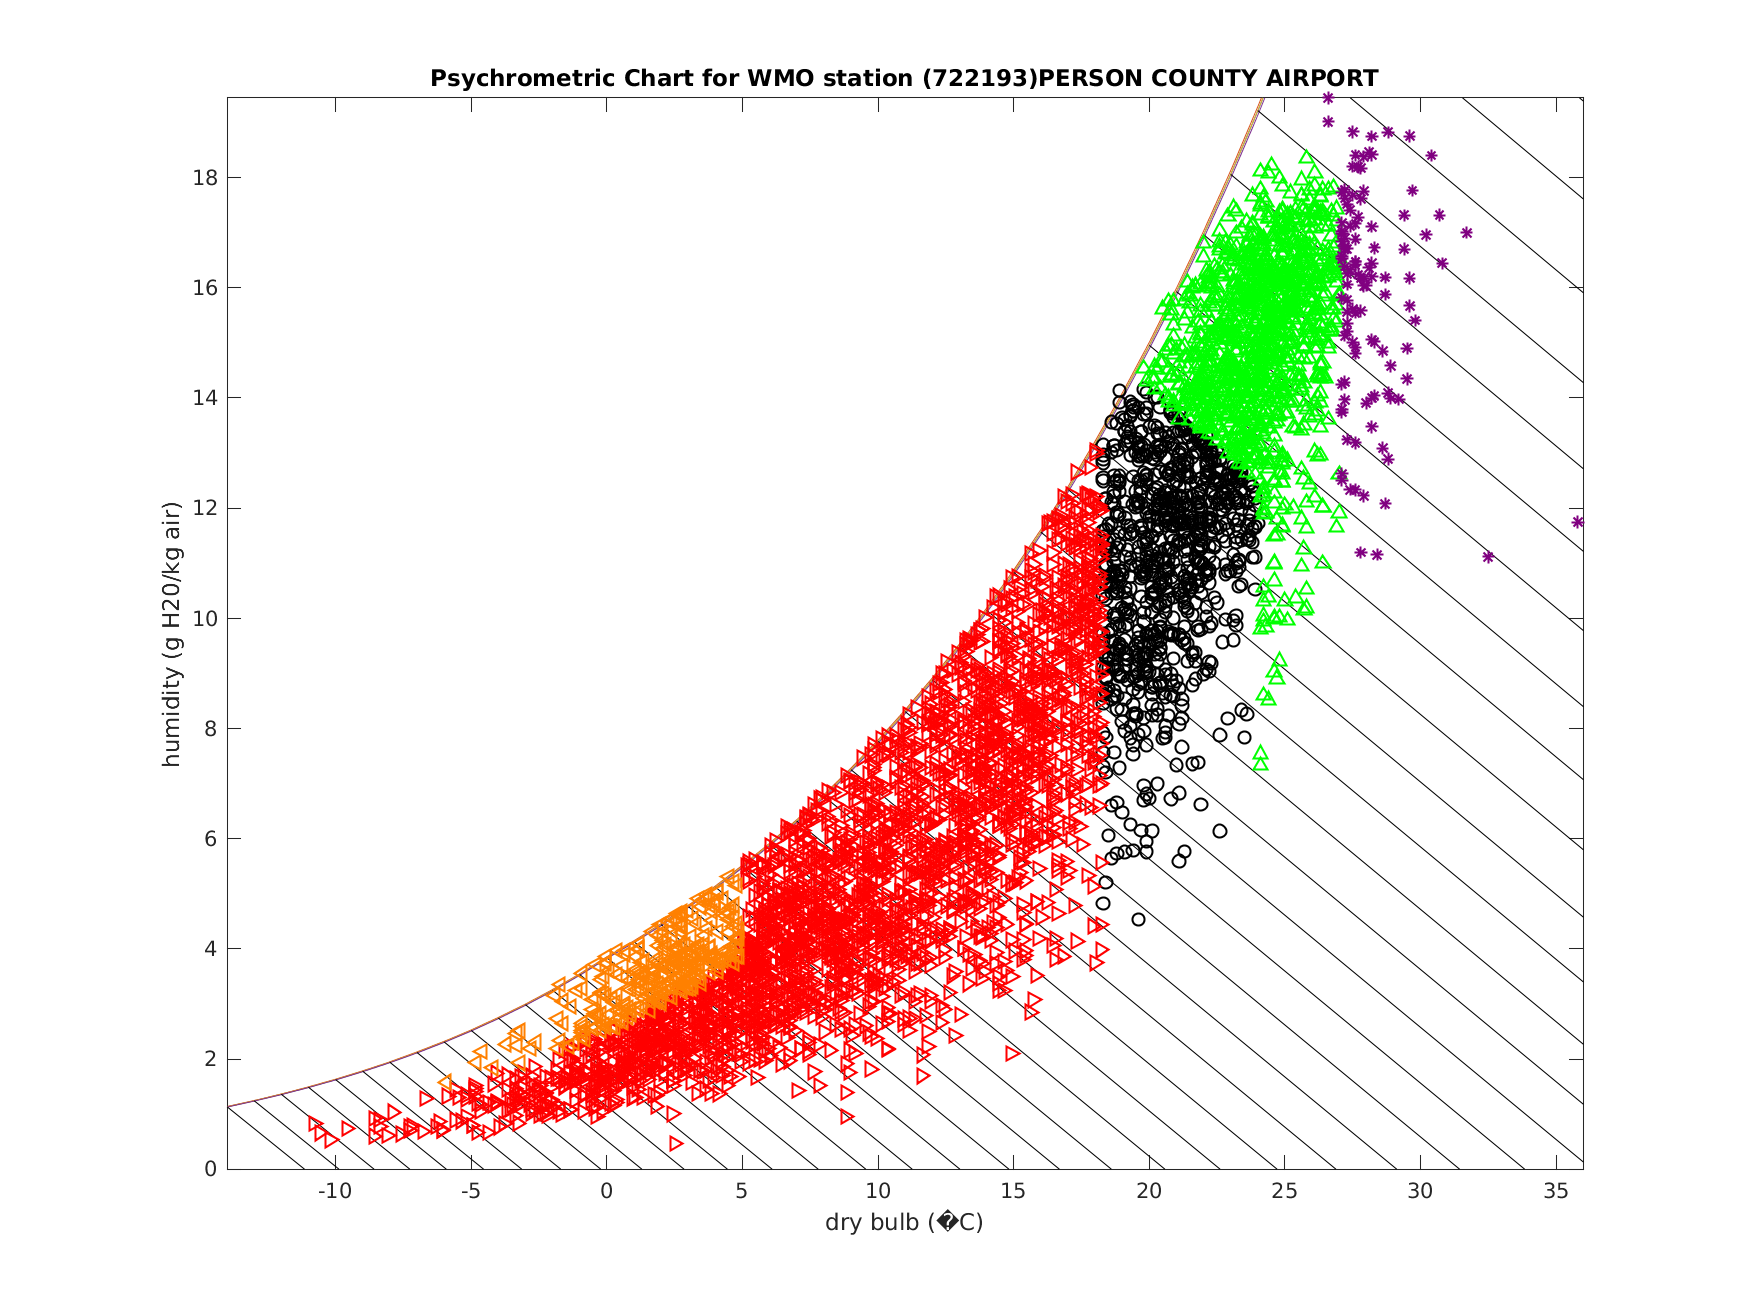 Psychrometric Chart for WMO station (722193)PERSON COUNTY AIRPORT
18
16
14
12
10
8
6
4
2
0
humidity (g H20/kg air)
-10 -5 0 5 10 15 20 25 30 35
dry bulb (�C)